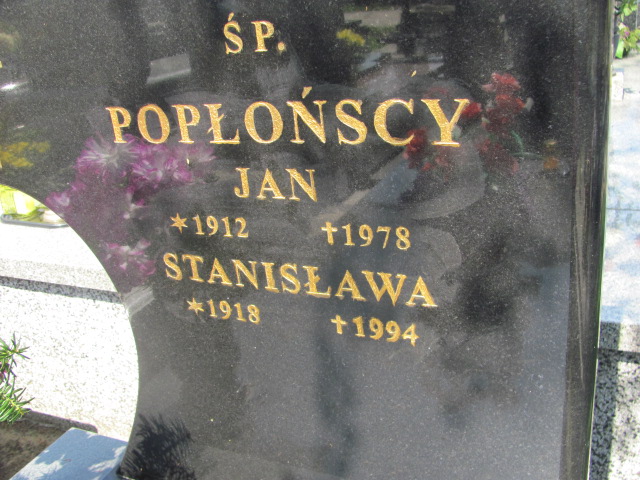 ŚP.
POPŁOŃSCY
JAN
*1912 †1978
STANISŁAWA
*1918 †1994